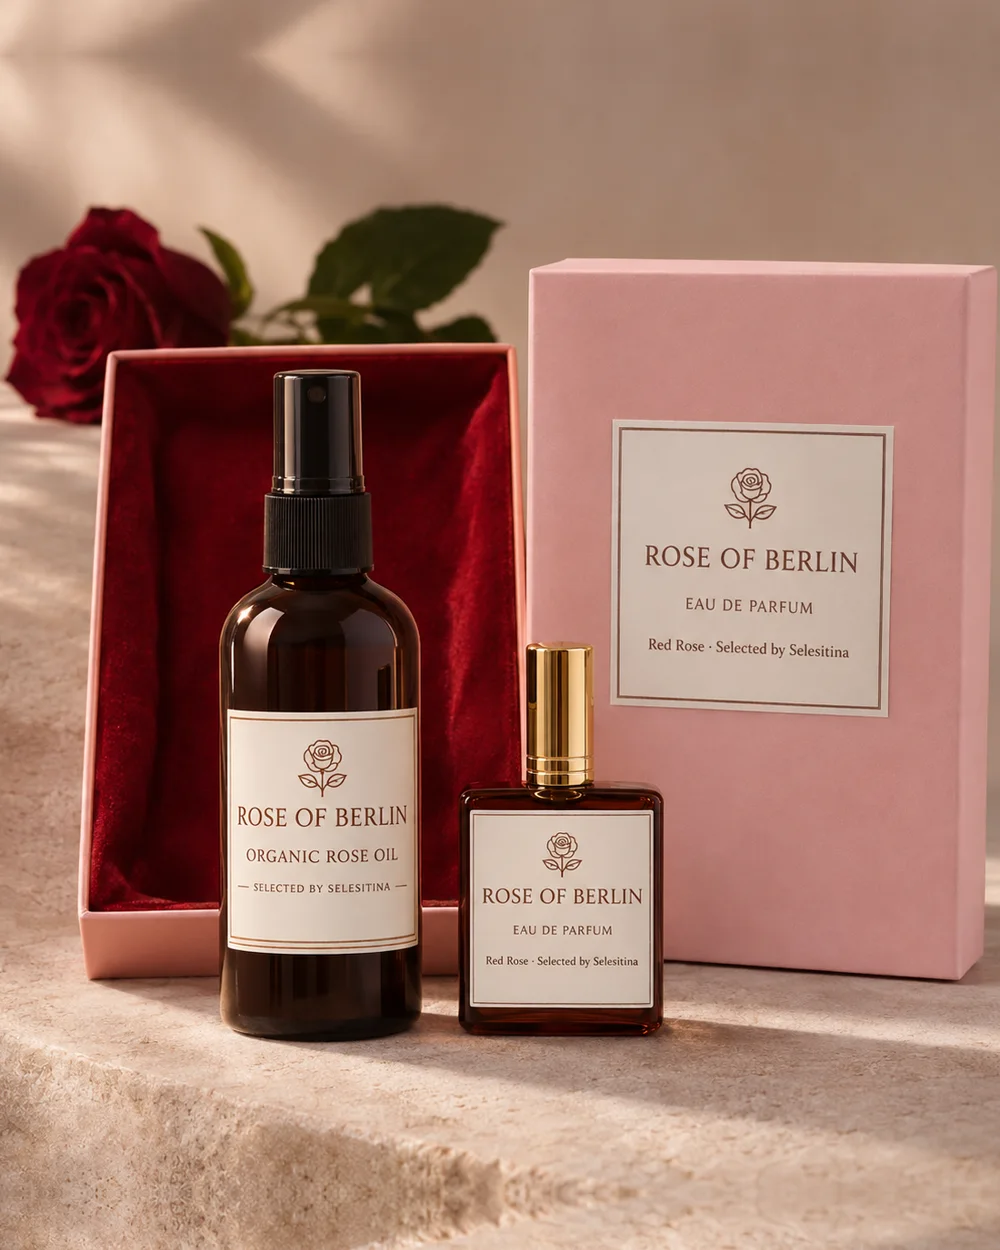 ROSE OF BERLIN
ORGANIC ROSE OIL
SELECTED BY SELESITINA
ROSE OF BERLIN
EAU DE PARFUM
Red Rose · Selected by Selesitina
ROSE OF BERLIN
EAU DE PARFUM
Red Rose · Selected by Selesitina